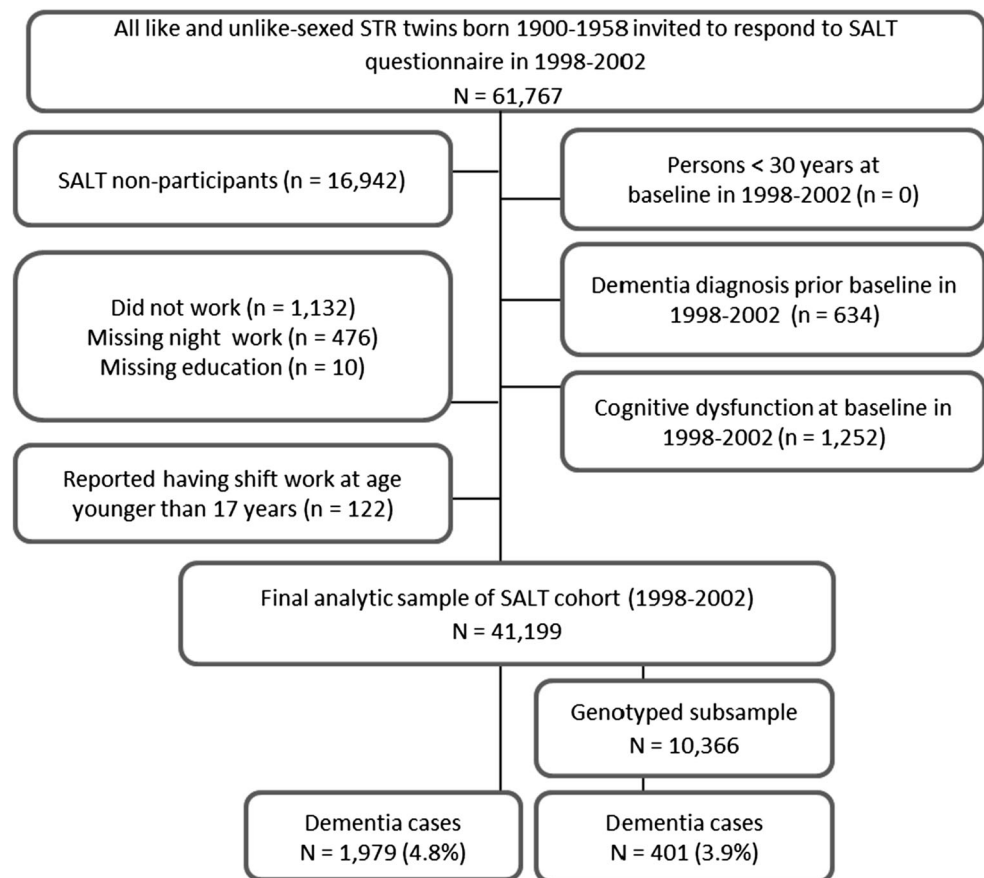 All like and unlike-sexed STR twins born 1900-1958 invited to respond to SALT
questionnaire in 1998-2002
N = 61,767
SALT non-participants (n = 16,942)
Persons < 30 years at
baseline in 1998-2002 (n = 0)
Did not work (n = 1,132)
Missing night work (n = 476)
Missing education (n = 10)
Dementia diagnosis prior baseline in
1998-2002 (n = 634)
Cognitive dysfunction at baseline in
1998-2002 (n = 1,252)
Reported having shift work at age
younger than 17 years (n = 122)
Final analytic sample of SALT cohort (1998-2002)
N = 41,199
Genotyped subsample
N = 10,366
Dementia cases
N = 1,979 (4.8%)
Dementia cases
N = 401 (3.9%)